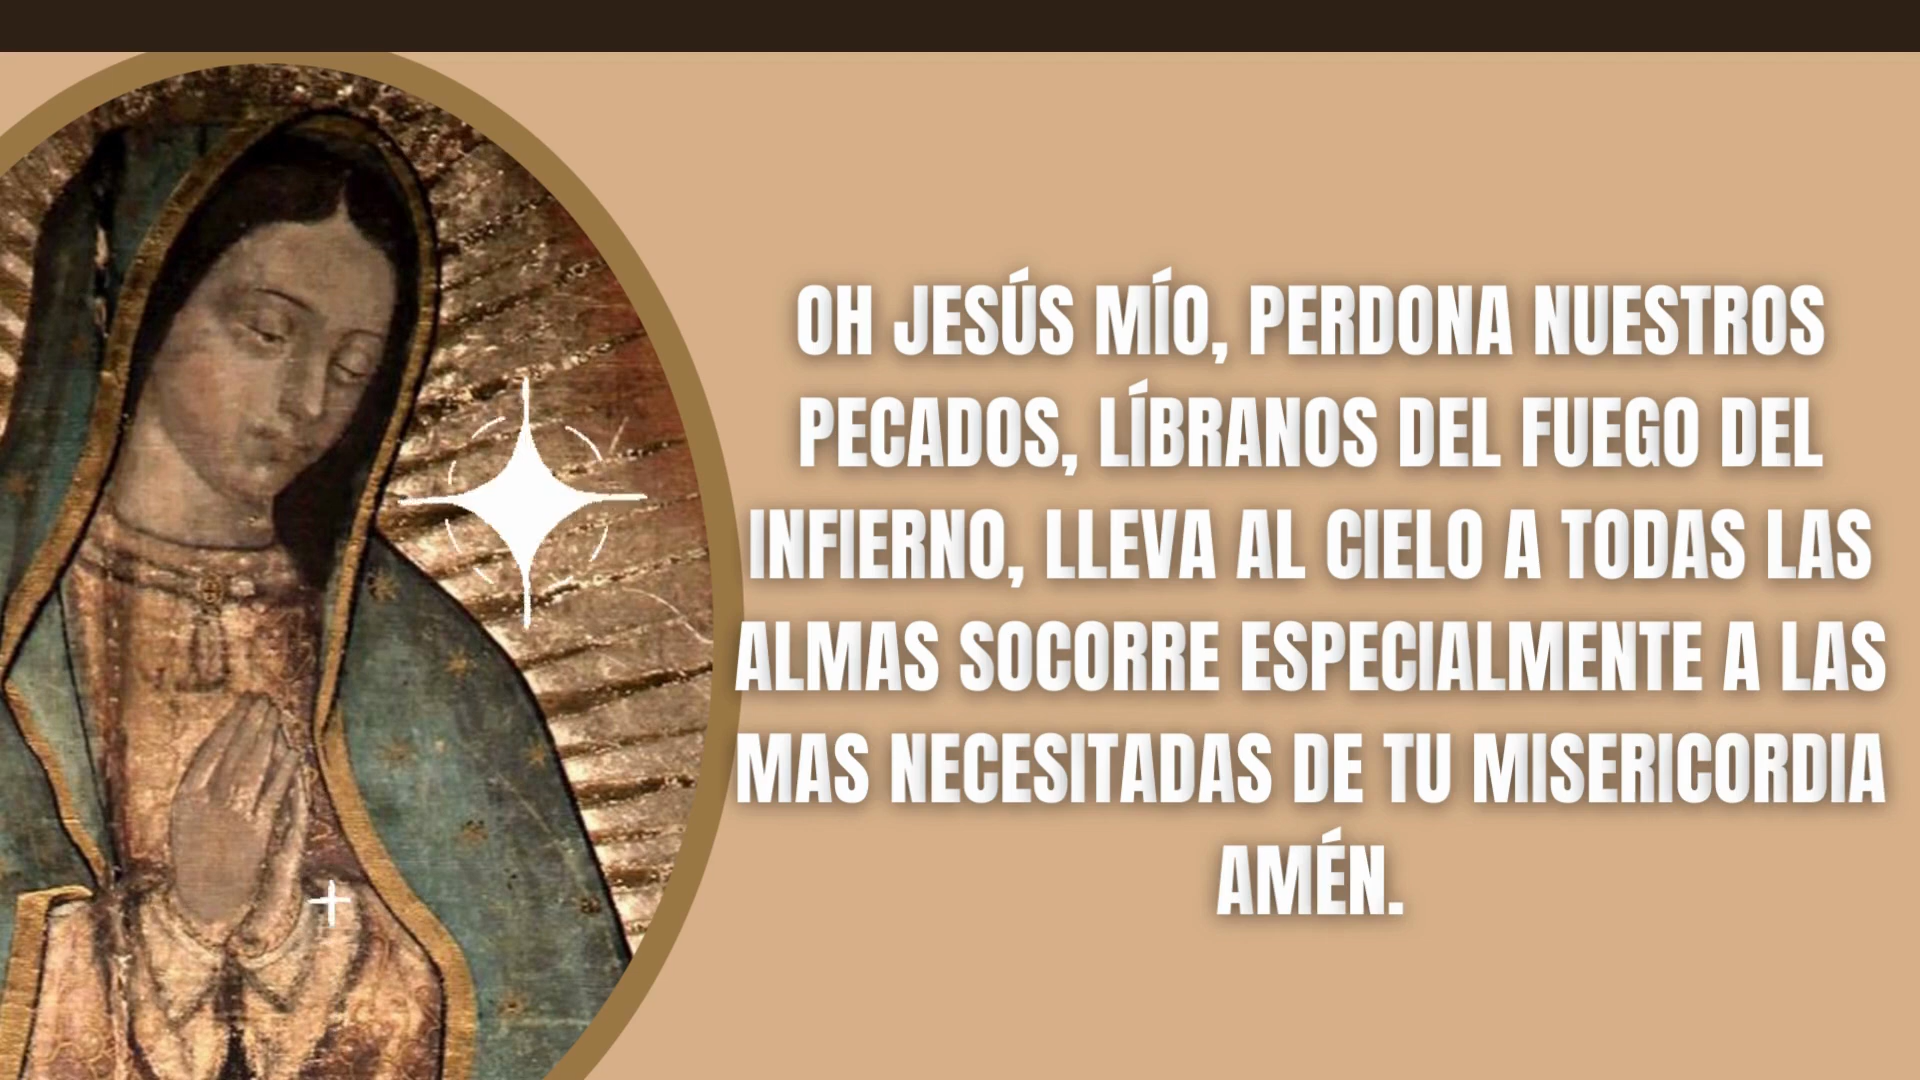 OH JESÚS MÍO, PERDONA NUESTROS
PECADOS, LÍBRANOS DEL FUEGO DEL
INFIERNO, LLEVA AL CIELO A TODAS LAS
ALMAS SOCORRE ESPECIALMENTE A LAS
MAS NECESITADAS DE TU MISERICORDIA
AMÉN.